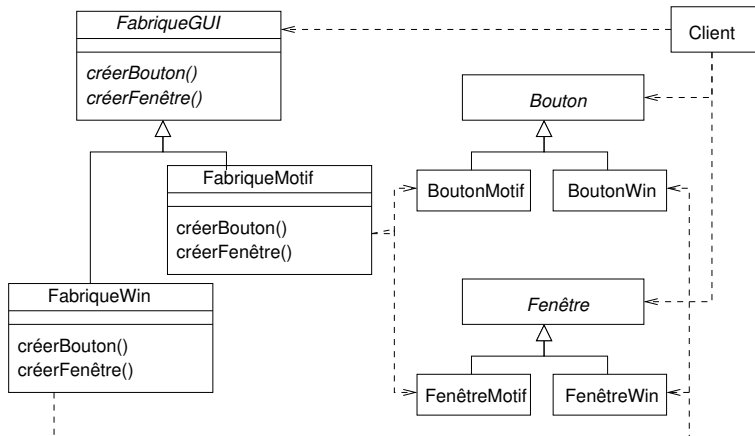 FabriqueGUI
créerBouton()
créerFenêtre()
Client
Bouton
FabriqueMotif
créerBouton()
créerFenêtre()
BoutonMotif
BoutonWin
FabriqueWin
créerBouton()
créerFenêtre()
Fenêtre
FenêtreMotif
FenêtreWin